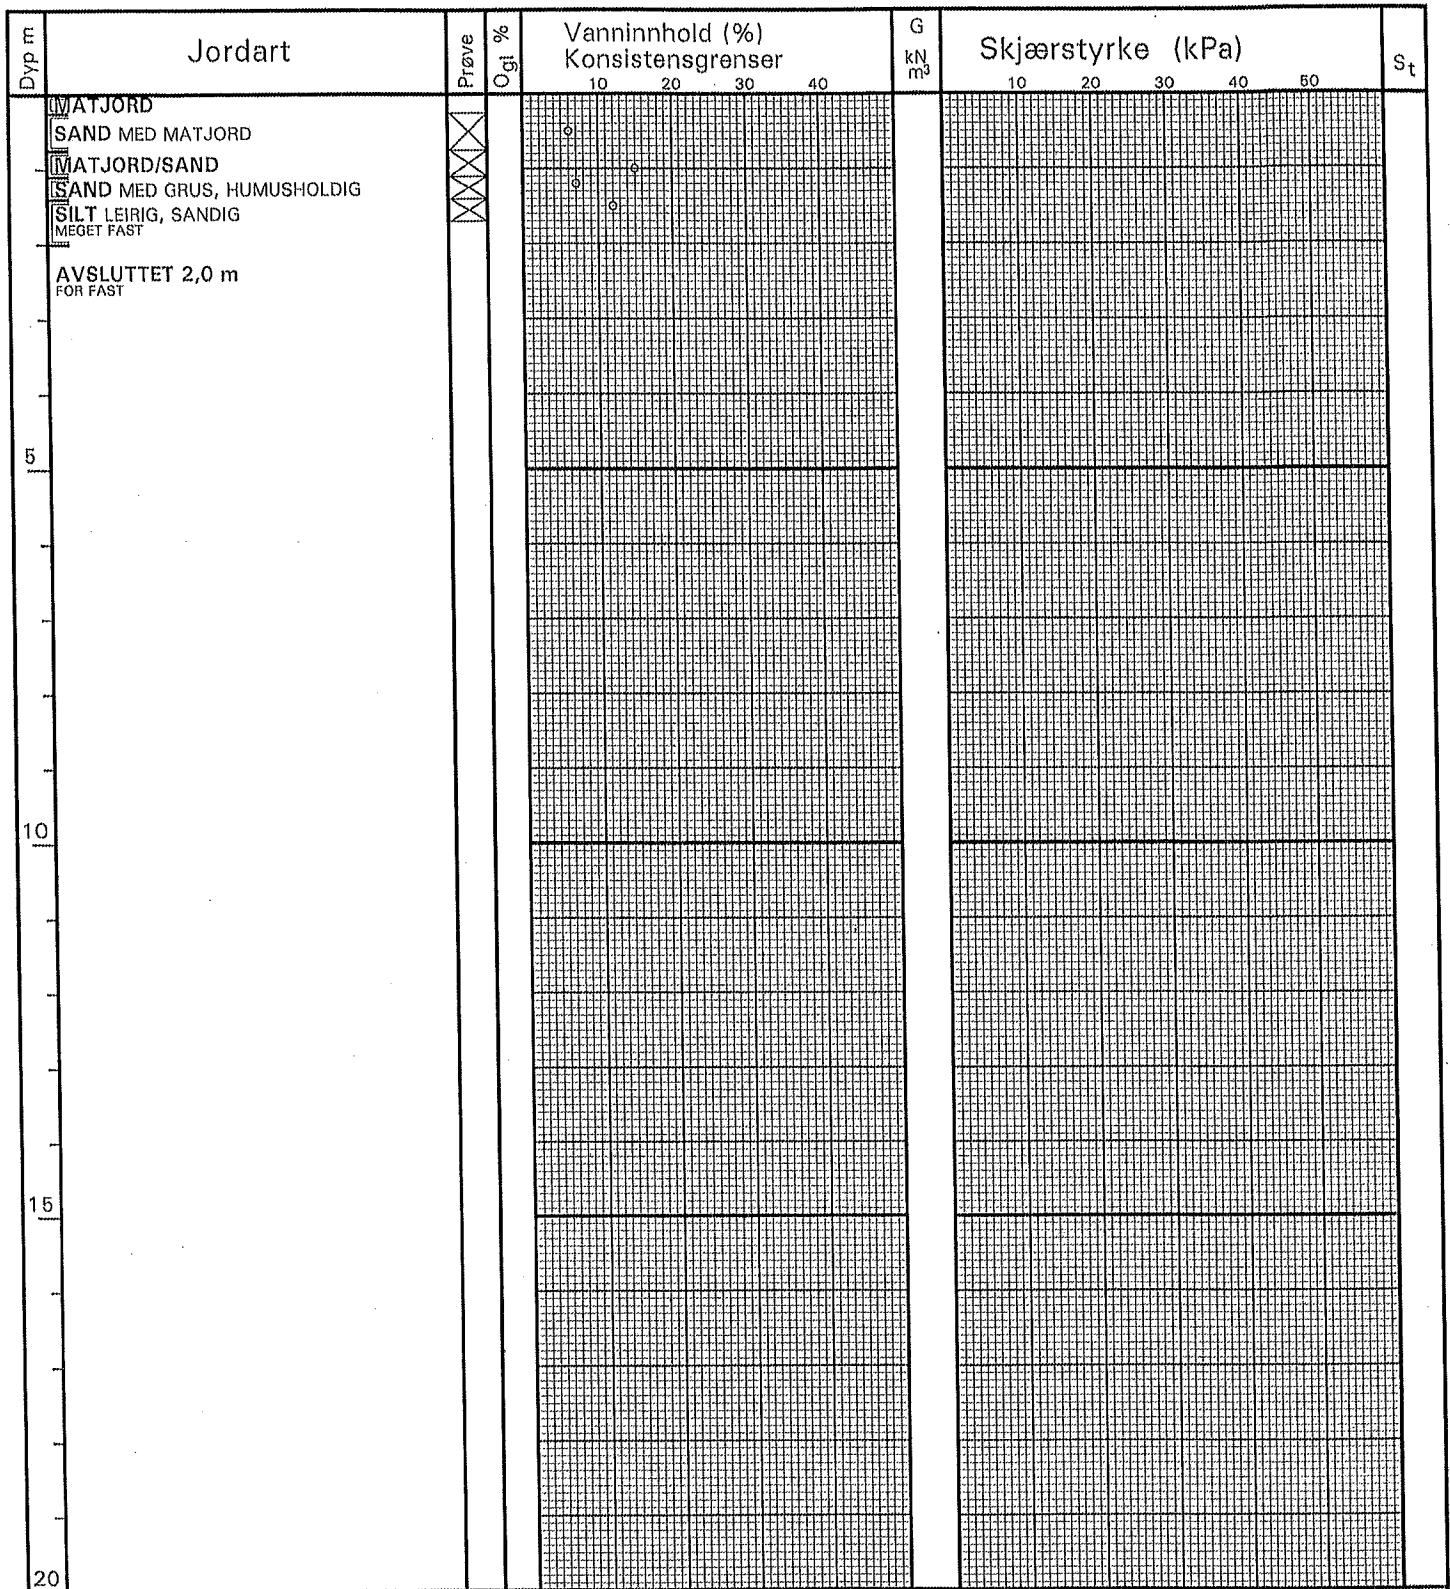 Dyp m
Jordart
Prøve
Ogl %
Vanninnhold (%)
Konsistensgrenser
10 20 30 40
G
kN
m³
Skjærstyrke (kPa)
10 20 30 40 50
St
MATJORD
SAND MED MATJORD
MATJORD/SAND
SAND MED GRUS, HUMUSHOLDIG
SILT LEIRIG, SANDIG
MEGET FAST
AVSLUTTET 2,0 m
FOR FAST
5
10
15
20